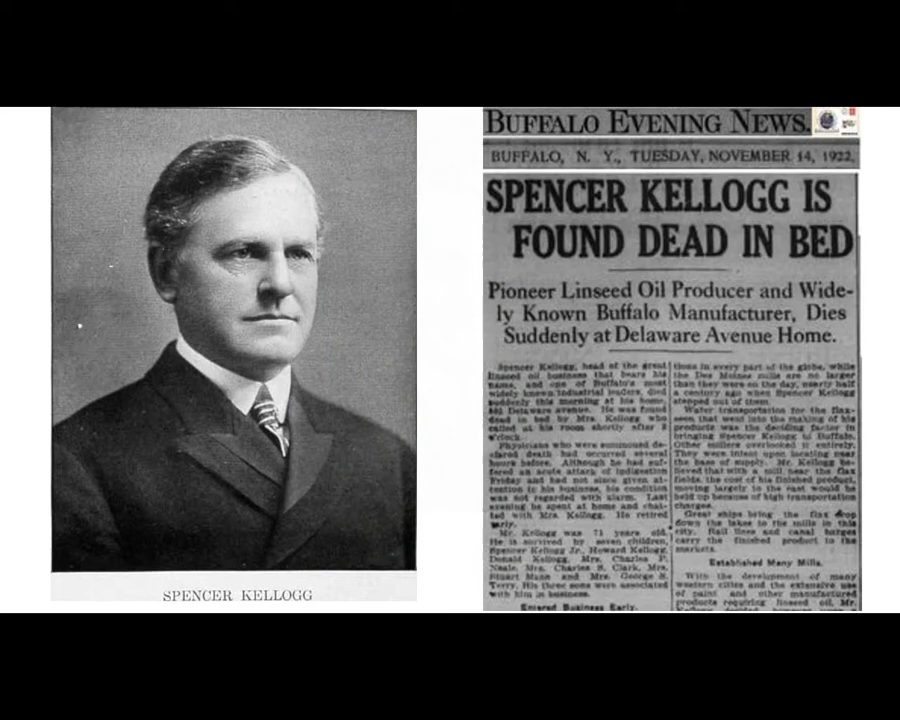 SPENCER KELLOGG
BUFFALO EVENING NEWS.
BUFFALO, N. Y., TUESDAY, NOVEMBER 14, 1922.
SPENCER KELLOGG IS
FOUND DEAD IN BED
Pioneer Linseed Oil Producer and Wide-
ly Known Buffalo Manufacturer, Dies
Suddenly at Delaware Avenue Home.
Spencer Kellogg, head of the great
linseed oil business that bears his
name, and one of Buffalo's most
widely known industrial leaders, died
suddenly this morning at his home,
Delaware avenue. He was found
dead in bed by Mrs. Kellogg who
called at his room shortly after 8
o'clock.
Physicians who were summoned de-
clared death had occurred several
hours before. Although he had suf-
fered an acute attack of indigestion
Friday and had not since given at-
tention to his business, his condition
was not regarded with alarm. Last
evening he spent at home and chat-
ted with Mrs. Kellogg. He retired
early.
Mr. Kellogg was 71 years old.
He is survived by seven children,
Spencer Kellogg Jr., Howard Kellogg,
Donald Kellogg, Mrs. Charles P.
Neale, Mrs. Charles S. Clark, Mrs.
Stuart Mann and Mrs. George S.
Terry. His three sons were associated
with him in business.
Entered Business Early.
tions in every part of the globe, while
the Des Moines mills are no larger
than they were on the day, nearly half
a century ago when Spencer Kellogg
stepped out of them.
Water transportation for the flax-
seed that went into the making of his
products was the deciding factor in
bringing Spencer Kellogg to Buffalo.
Other millers overlooked it entirely.
They were intent upon locating near
the base of supply. Mr. Kellogg be-
lieved that with a mill near the flax
fields, the cost of his finished product,
moving largely to the east would be
held up because of high transportation
charges.
Great ships bring the flax crop
down the lakes to the mills in this
city. Rail lines and canal barges
carry the finished product to the
markets.
Established Many Mills.
With the development of many
western cities and the extensive use
of paint and other manufactured
products requiring linseed oil, Mr.